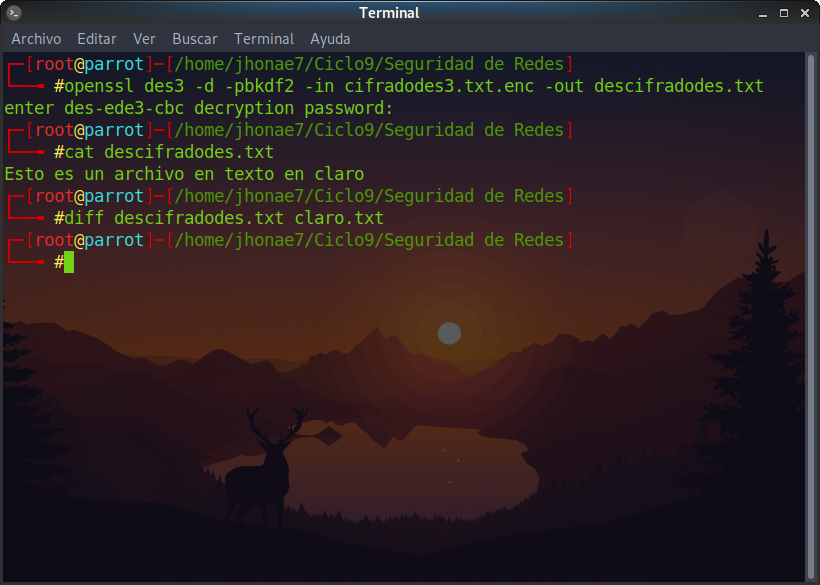 Terminal
Archivo Editar Ver Buscar Terminal Ayuda
┌─[root@parrot]─[/home/jhonae7/Ciclo9/Seguridad de Redes]
└──╼ #openssl des3 -d -pbkdf2 -in cifradodes3.txt.enc -out descifradodes.txt
enter des-ede3-cbc decryption password:
┌─[root@parrot]─[/home/jhonae7/Ciclo9/Seguridad de Redes]
└──╼ #cat descifradodes.txt
Esto es un archivo en texto en claro
┌─[root@parrot]─[/home/jhonae7/Ciclo9/Seguridad de Redes]
└──╼ #diff descifradodes.txt claro.txt
┌─[root@parrot]─[/home/jhonae7/Ciclo9/Seguridad de Redes]
└──╼ #